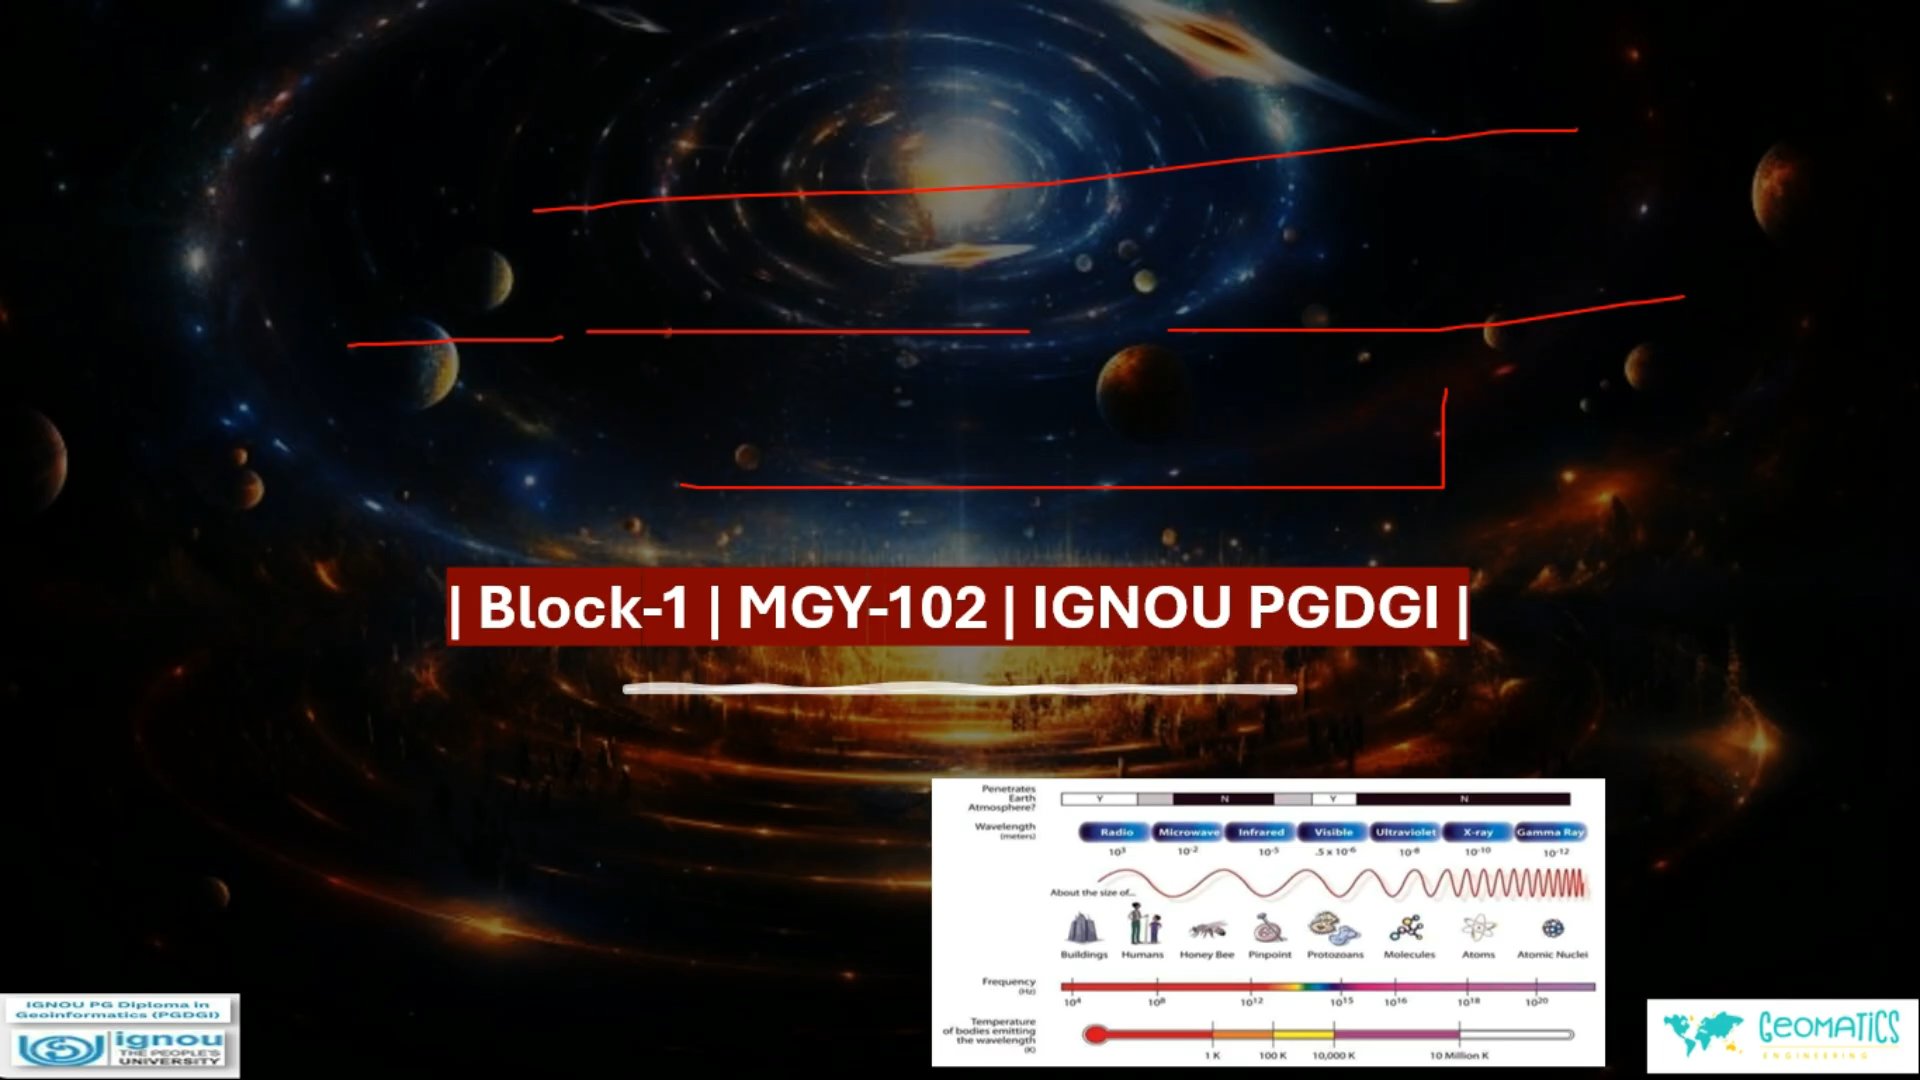 | Block-1 | MGY-102 | IGNOU PGDGI |
Penetrates
Earth
Atmosphere?
Y N Y N
Wavelength
(meters)
Radio Microwave Infrared Visible Ultraviolet X-ray Gamma Ray
10³ 10⁻² 10⁻⁵ .5 x 10⁻⁶ 10⁻⁸ 10⁻¹⁰ 10⁻¹²
About the size of...
Buildings Humans Honey Bee Pinpoint Protozoans Molecules Atoms Atomic Nuclei
Frequency
(Hz)
10⁴ 10⁸ 10¹² 10¹⁵ 10¹⁶ 10¹⁸ 10²⁰
Temperature
of bodies emitting
the wavelength
(K)
1 K 100 K 10,000 K 10 Million K
IGNOU PG Diploma in
Geoinformatics (PGDGI)
ignou
THE PEOPLE'S
UNIVERSITY
GEOMATICS
ENGINEERING